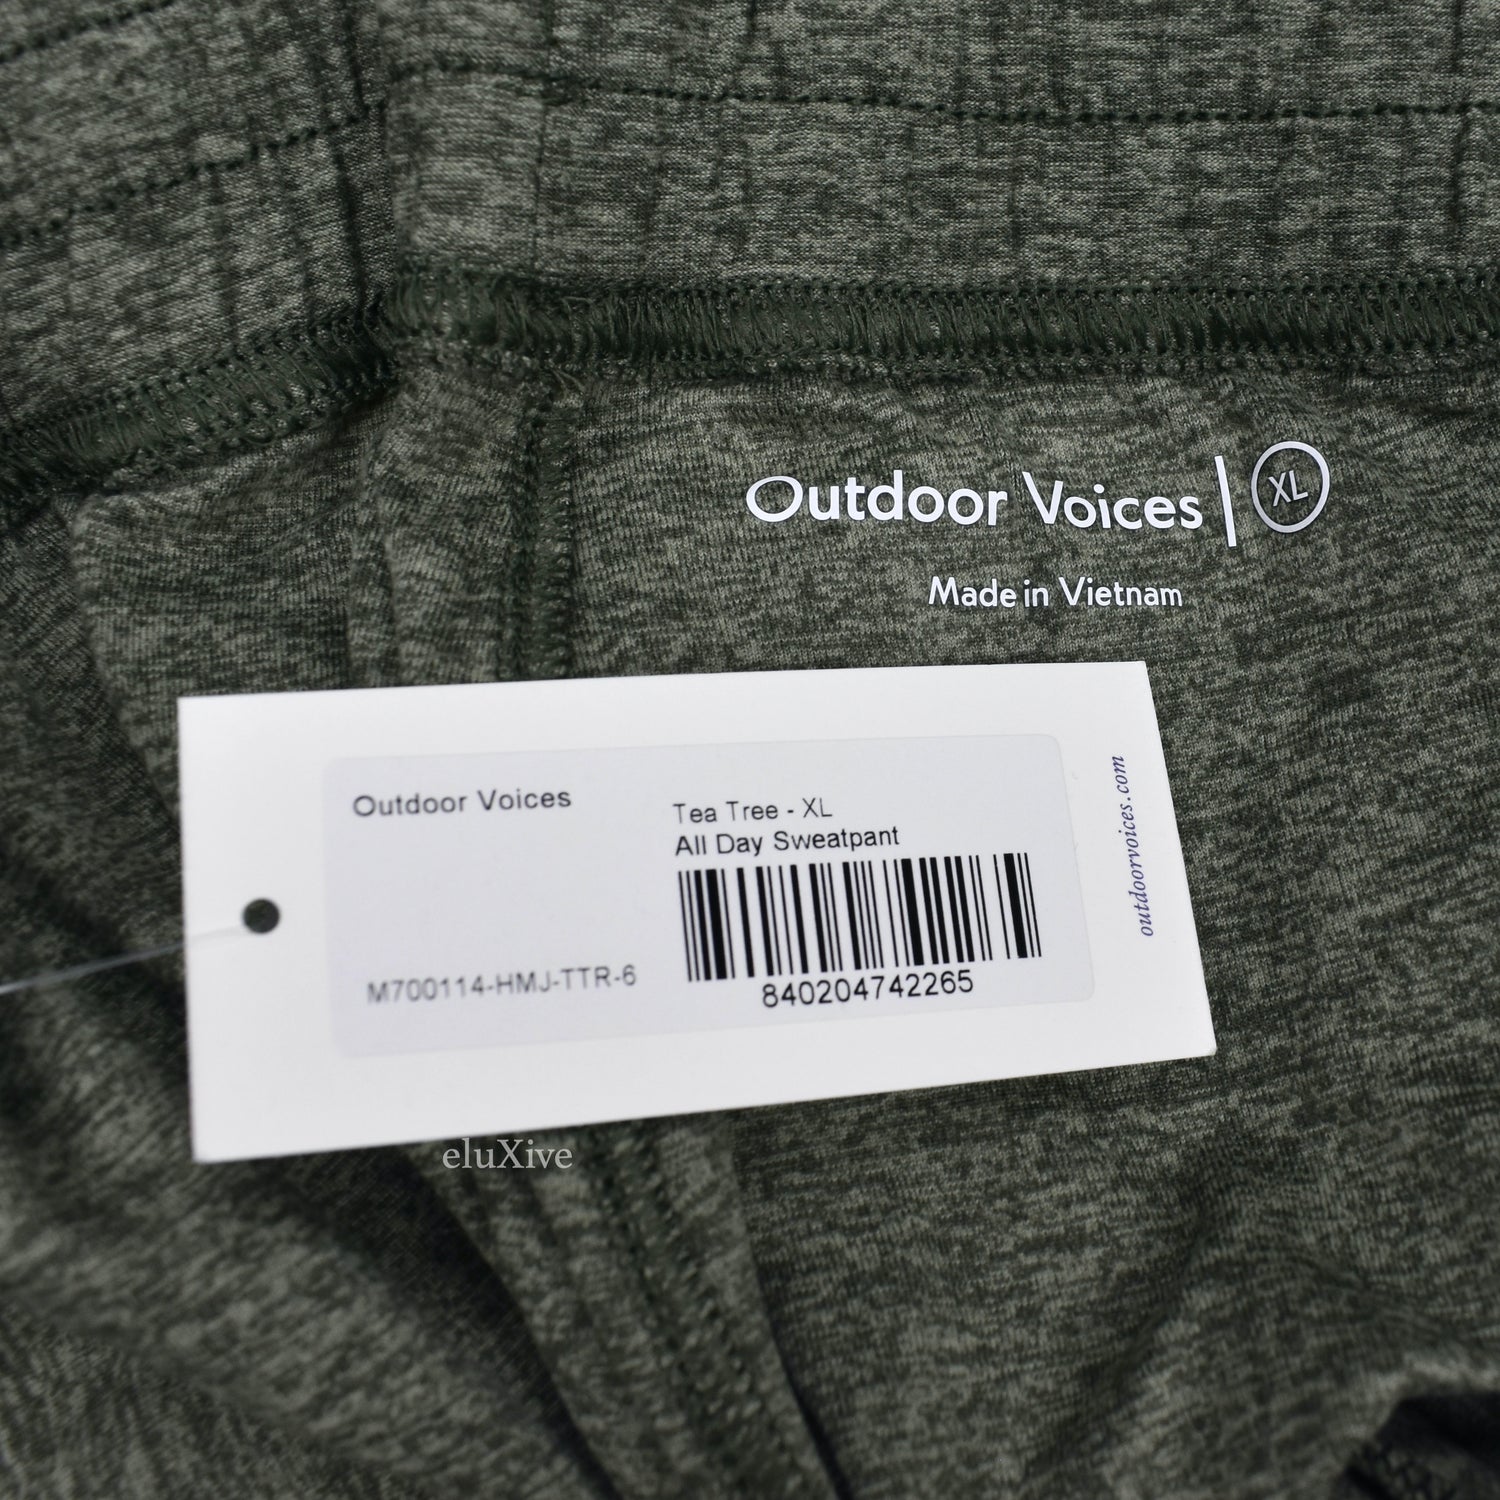 Outdoor Voices | XL
Made in Vietnam
Outdoor Voices
Tea Tree - XL
All Day Sweatpant
M700114-HMJ-TTR-6
840204742265
outdoorvoices.com
eluXive